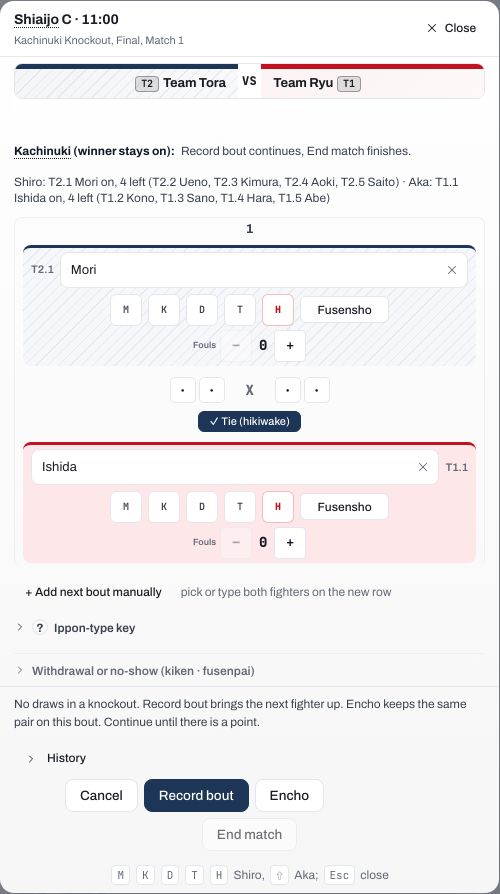 Shiaijo C · 11:00
× Close
Kachinuki Knockout, Final, Match 1
T2 Team Tora VS Team Ryu T1
Kachinuki (winner stays on): Record bout continues, End match finishes.
Shiro: T2.1 Mori on, 4 left (T2.2 Ueno, T2.3 Kimura, T2.4 Aoki, T2.5 Saito) · Aka: T1.1
Ishida on, 4 left (T1.2 Kono, T1.3 Sano, T1.4 Hara, T1.5 Abe)
1
T2.1 Mori ×
M K D T H Fusensho
Fouls − 0 +
• • X • •
✓ Tie (hikiwake)
Ishida × T1.1
M K D T H Fusensho
Fouls − 0 +
+ Add next bout manually pick or type both fighters on the new row
? Ippon-type key
Withdrawal or no-show (kiken · fusenpai)
No draws in a knockout. Record bout brings the next fighter up. Encho keeps the same
pair on this bout. Continue until there is a point.
History
Cancel Record bout Encho
End match
M K D T H Shiro, ⇧ Aka; Esc close